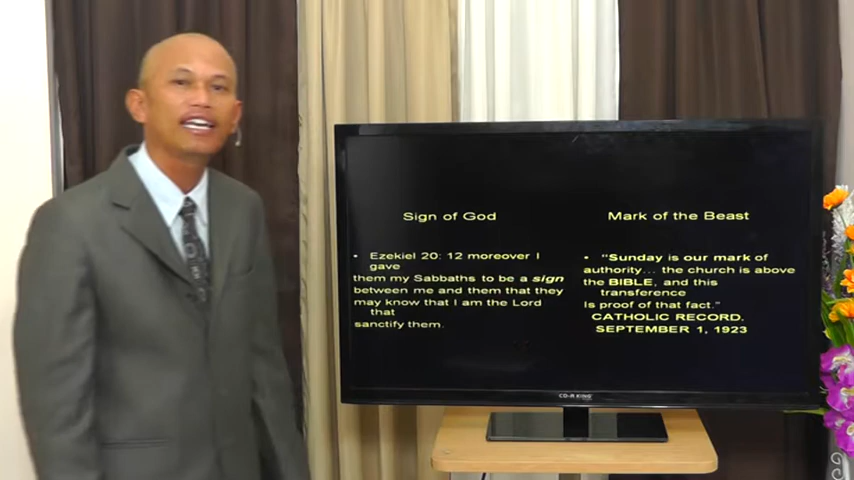 Sign of God
• Ezekiel 20: 12 moreover I
gave
them my Sabbaths to be a sign
between me and them that they
may know that I am the Lord
that
sanctify them.
Mark of the Beast
• “Sunday is our mark of
authority… the church is above
the BIBLE, and this
transference
Is proof of that fact.”
CATHOLIC RECORD.
SEPTEMBER 1, 1923
CD-R KING